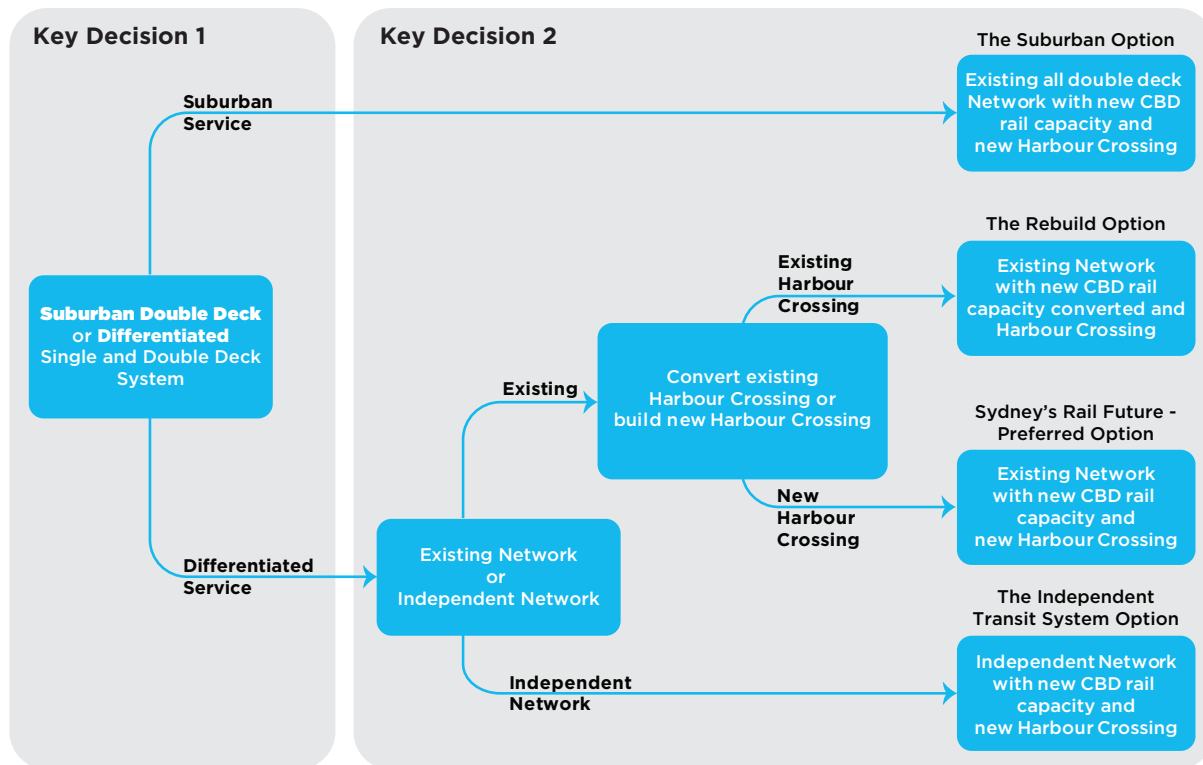 Key Decision 1
Key Decision 2
Suburban
Service
The Suburban Option
Existing all double deck
Network with new CBD
rail capacity and
new Harbour Crossing
Suburban Double Deck
or Differentiated
Single and Double Deck
System
Differentiated
Service
Existing Network
or
Independent Network
Existing
Convert existing
Harbour Crossing or
build new Harbour Crossing
Existing
Harbour
Crossing
The Rebuild Option
Existing Network
with new CBD rail
capacity converted and
Harbour Crossing
New
Harbour
Crossing
Sydney's Rail Future -
Preferred Option
Existing Network
with new CBD rail
capacity and
new Harbour Crossing
Independent
Network
The Independent
Transit System Option
Independent Network
with new CBD rail
capacity and
new Harbour Crossing